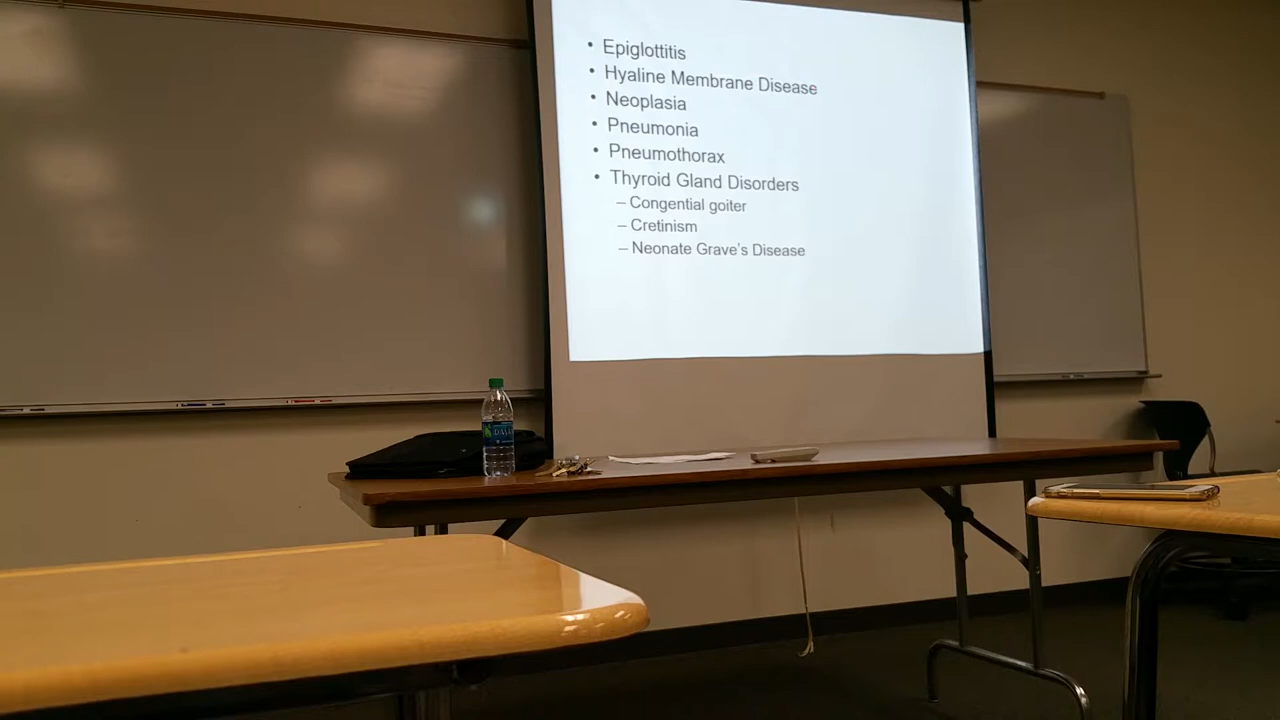 • Epiglottitis
• Hyaline Membrane Disease
• Neoplasia
• Pneumonia
• Pneumothorax
• Thyroid Gland Disorders
– Congential goiter
– Cretinism
– Neonate Grave's Disease